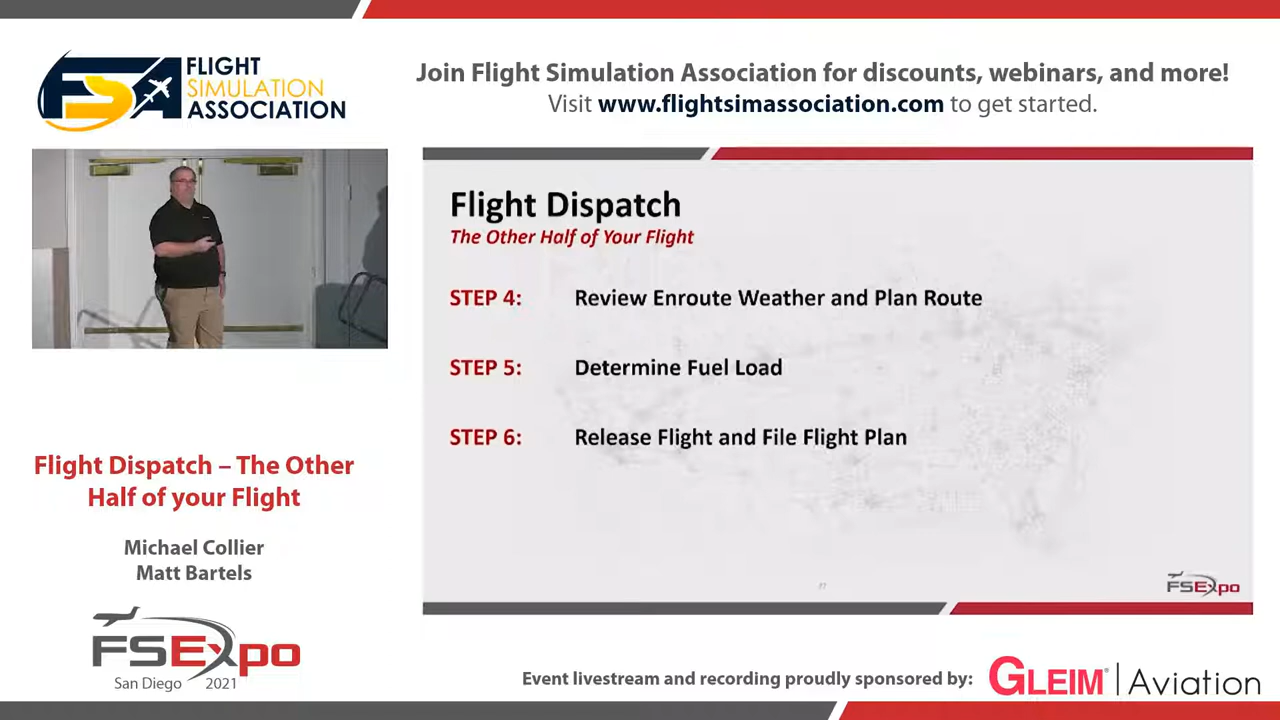 FLIGHT
SIMULATION
ASSOCIATION
Join Flight Simulation Association for discounts, webinars, and more!
Visit www.flightsimassociation.com to get started.
Flight Dispatch
The Other Half of Your Flight
STEP 4: Review Enroute Weather and Plan Route
STEP 5: Determine Fuel Load
STEP 6: Release Flight and File Flight Plan
FSExpo
Flight Dispatch – The Other
Half of your Flight
Michael Collier
Matt Bartels
FSExpo
San Diego 2021
Event livestream and recording proudly sponsored by:
GLEIM® | Aviation